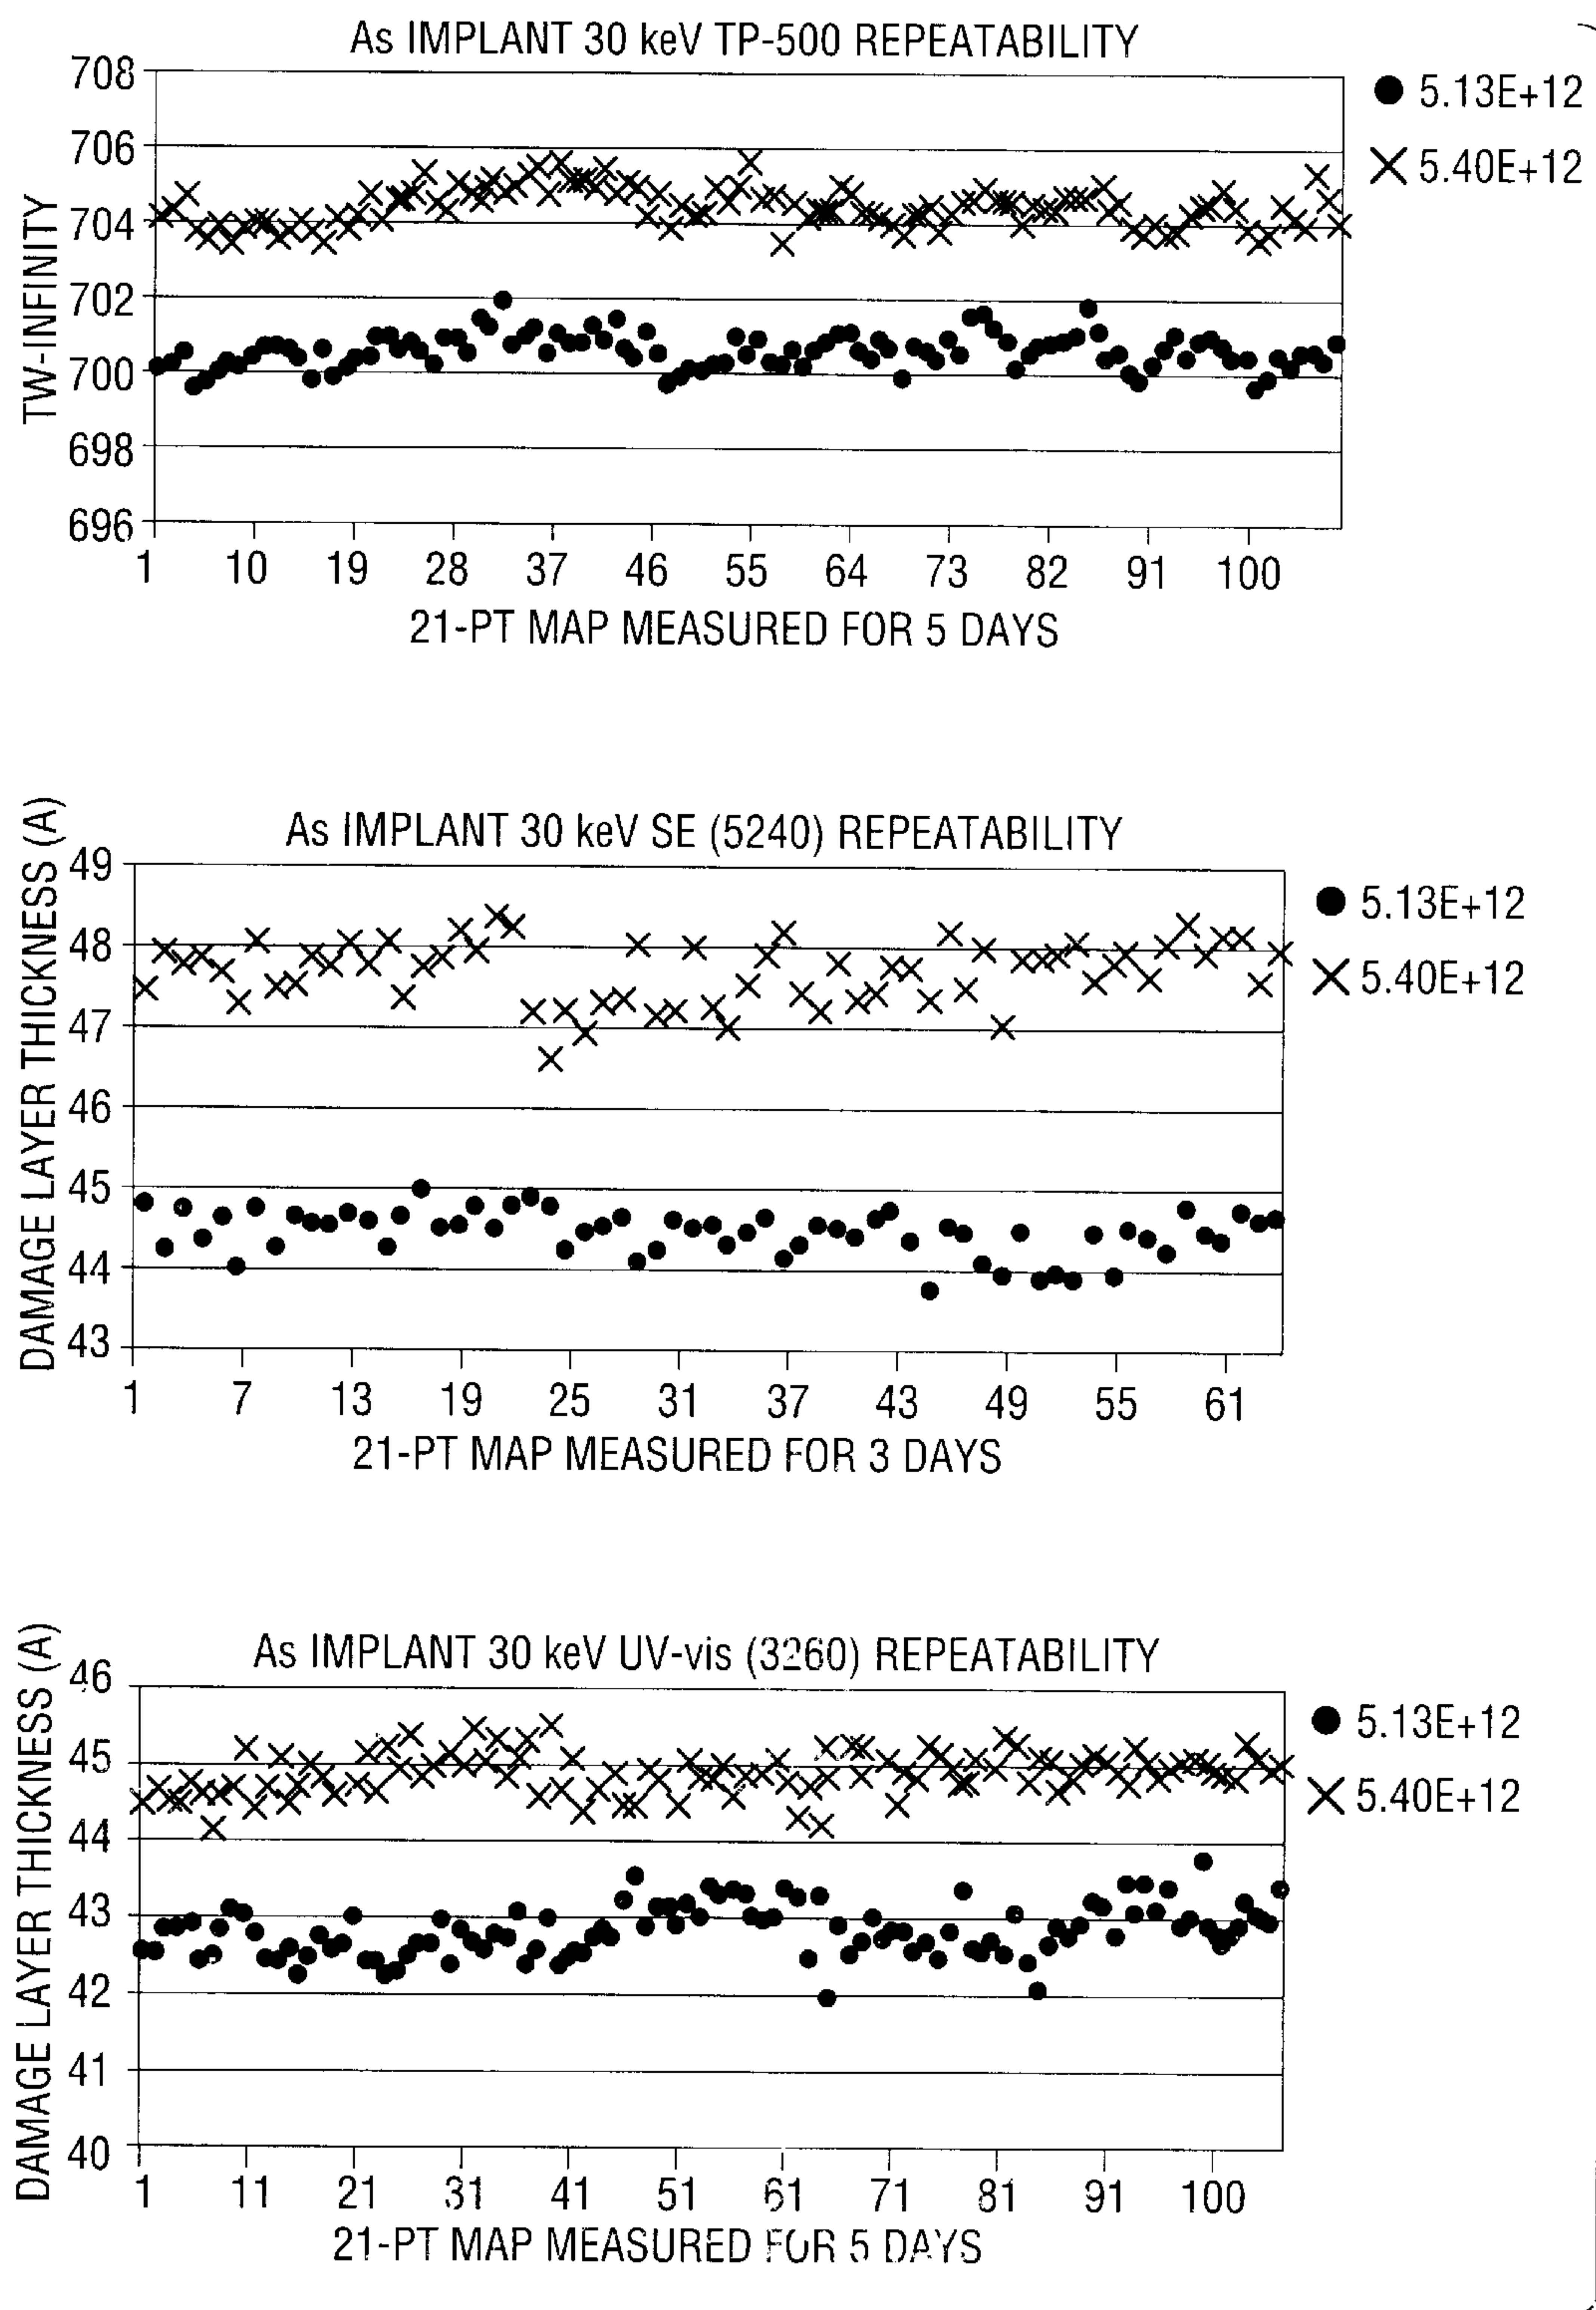 As IMPLANT 30 keV TP-500 REPEATABILITY
708
706
704
702
700
698
696
TW-INFINITY
1 10 19 28 37 46 55 64 73 82 91 100
21-PT MAP MEASURED FOR 5 DAYS
5.13E+12
5.40E+12
As IMPLANT 30 keV SE (5240) REPEATABILITY
49
48
47
46
45
44
43
DAMAGE LAYER THICKNESS (A)
1 7 13 19 25 31 37 43 49 55 61
21-PT MAP MEASURED FOR 3 DAYS
5.13E+12
5.40E+12
As IMPLANT 30 keV UV-vis (3260) REPEATABILITY
46
45
44
43
42
41
40
DAMAGE LAYER THICKNESS (A)
1 11 21 31 41 51 61 71 81 91 100
21-PT MAP MEASURED FOR 5 DAYS
5.13E+12
5.40E+12